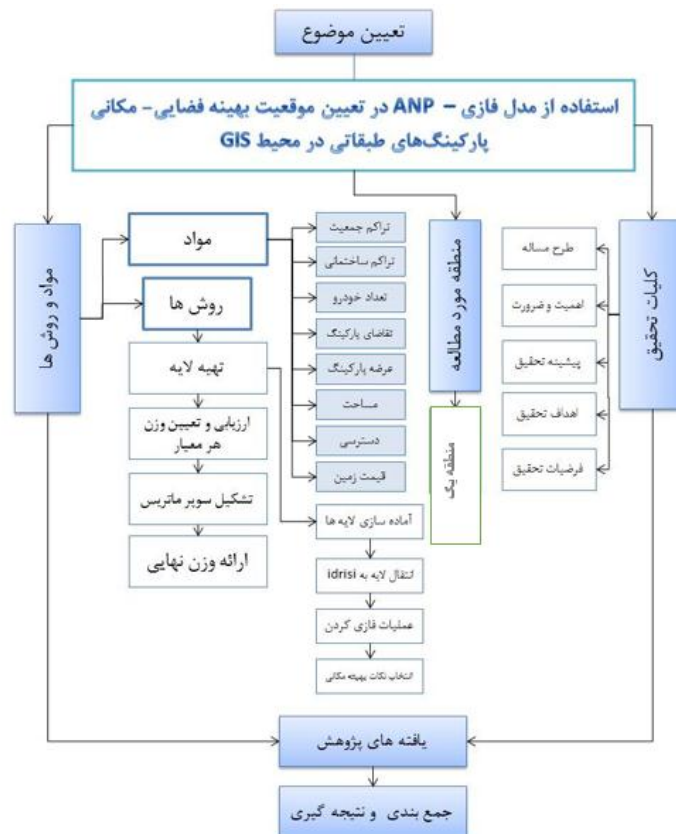 تعیین موضوع
استفاده از مدل فازی – ANP در تعیین موقعیت بهینه فضایی- مکانی
پارکینگ‌های طبقاتی در محیط GIS
کلیات تحقیق
طرح مساله
اهمیت و ضرورت
پیشینه تحقیق
اهداف تحقیق
فرضیات تحقیق
منطقه مورد مطالعه
منطقه یک
مواد و روش ها
مواد
تراکم جمعیت
تراکم ساختمانی
تعداد خودرو
تقاضای پارکینگ
عرضه پارکینگ
مساحت
دسترسی
قیمت زمین
روش ها
تهیه لایه
ارزیابی و تعیین وزن
هر معیار
تشکیل سوپر ماتریس
ارائه وزن نهایی
آماده سازی لایه ها
انتقال لایه به idrisi
عملیات فازی کردن
انتخاب نکات بهینه مکانی
یافته های پژوهش
جمع بندی و نتیجه گیری